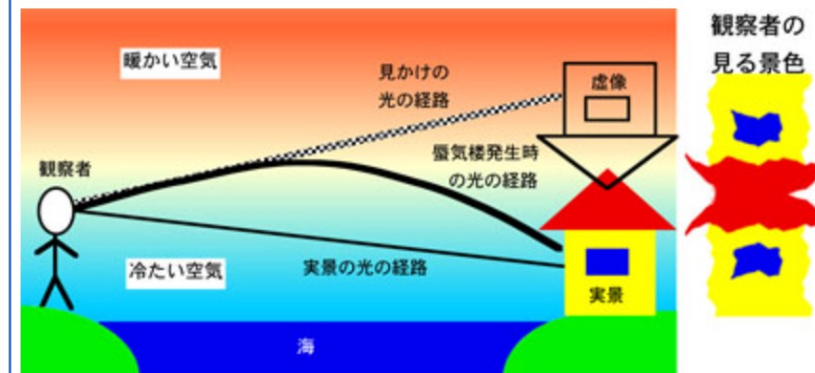 観察者の
見る景色
暖かい空気
見かけの
光の経路
虚像
蜃気楼発生時
の光の経路
観察者
冷たい空気
実景の光の経路
実景
海